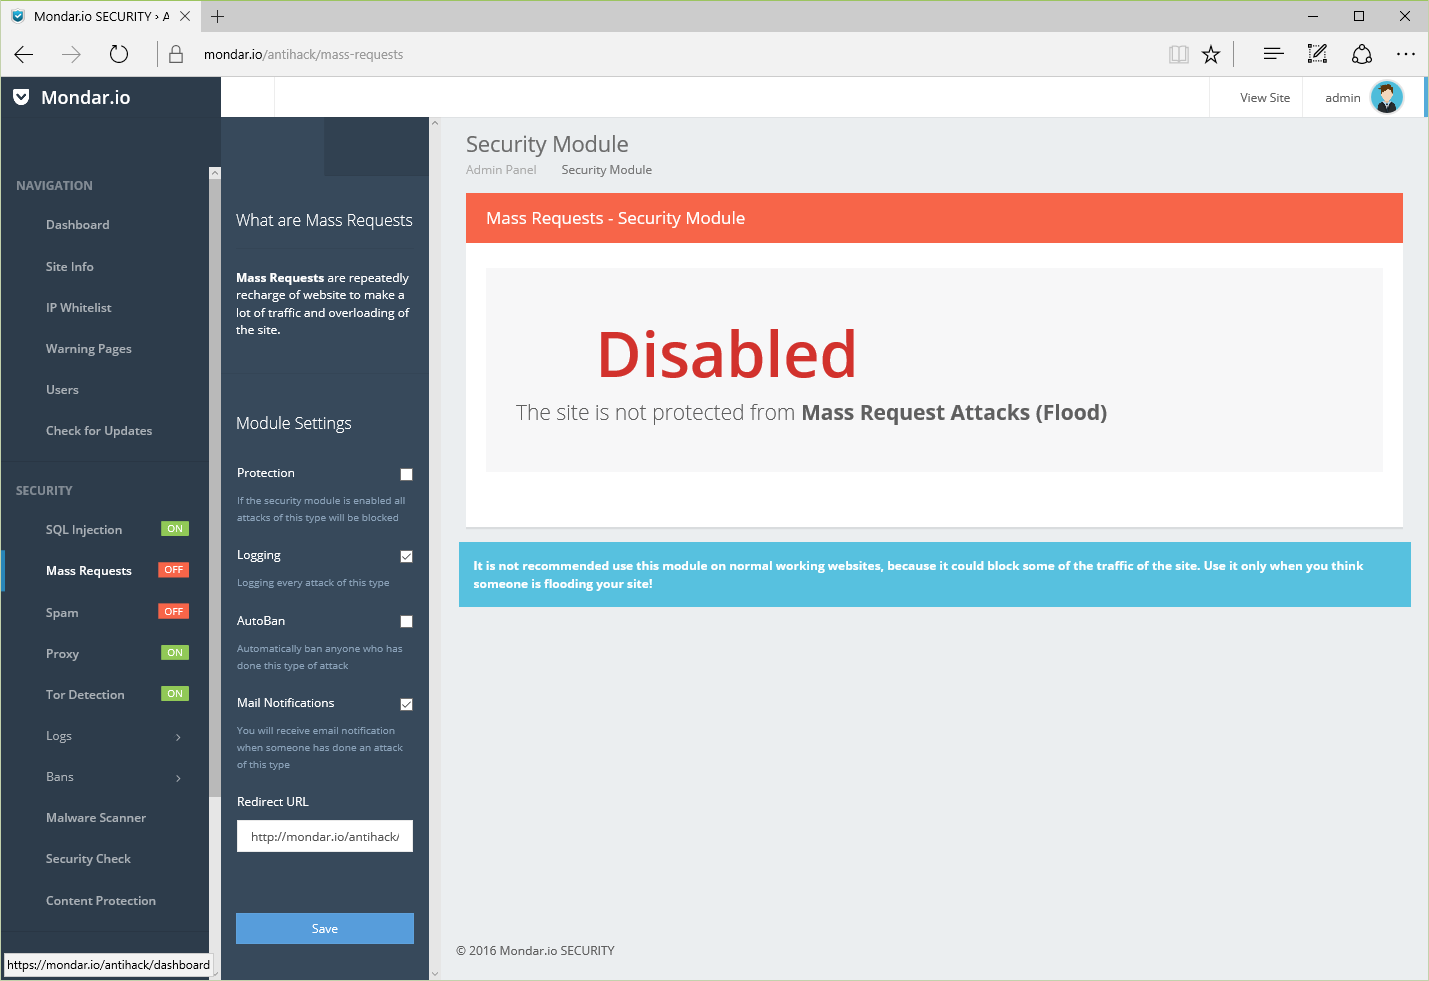 Mondar.io SECURITY › A
mondar.io/antihack/mass-requests
Mondar.io
View Site
admin
NAVIGATION
Dashboard
Site Info
IP Whitelist
Warning Pages
Users
Check for Updates
SECURITY
SQL Injection ON
Mass Requests OFF
Spam OFF
Proxy ON
Tor Detection ON
Logs
Bans
Malware Scanner
Security Check
Content Protection
https://mondar.io/antihack/dashboard
What are Mass Requests
Mass Requests are repeatedly
recharge of website to make a
lot of traffic and overloading of
the site.
Module Settings
Protection
If the security module is enabled all
attacks of this type will be blocked
Logging
Logging every attack of this type
AutoBan
Automatically ban anyone who has
done this type of attack
Mail Notifications
You will receive email notification
when someone has done an attack
of this type
Redirect URL
http://mondar.io/antihack/
Save
Security Module
Admin Panel Security Module
Mass Requests - Security Module
Disabled
The site is not protected from Mass Request Attacks (Flood)
It is not recommended use this module on normal working websites, because it could block some of the traffic of the site. Use it only when you think
someone is flooding your site!
© 2016 Mondar.io SECURITY